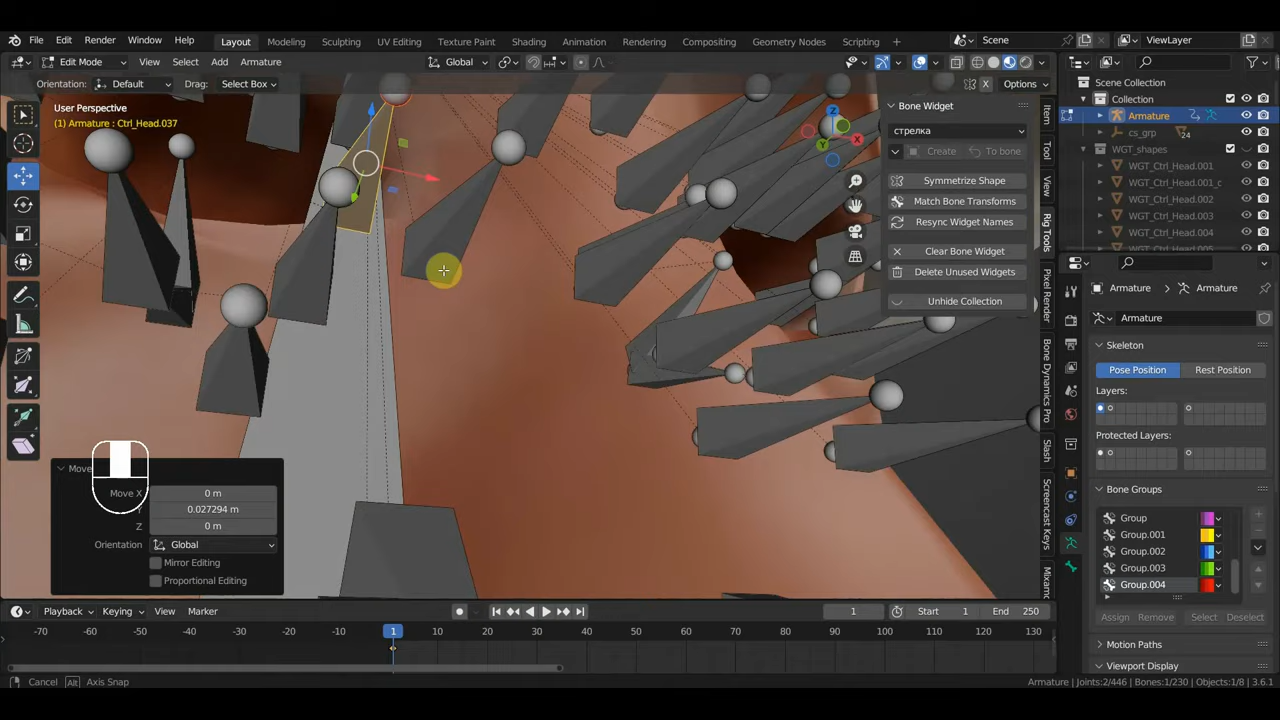 File Edit Render Window Help Layout Modeling Sculpting UV Editing Texture Paint Shading Animation Rendering Compositing Geometry Nodes Scripting + Scene ViewLayer
Edit Mode View Select Add Armature Global
Orientation: Default Drag: Select Box X Options
User Perspective
(1) Armature : Ctrl_Head.037
Z
X
Y
Bone Widget
стрелка
Create To bone
Symmetrize Shape
Match Bone Transforms
Resync Widget Names
Clear Bone Widget
Delete Unused Widgets
Unhide Collection
Item
Tool
View
Rig Tools
Pixel Render
Bone Dynamics Pro
Slash
Screencast Keys
Mixamo
Scene Collection
Collection
Armature
cs_grp 24
WGT_shapes
WGT_Ctrl_Head.001
WGT_Ctrl_Head.001_c
WGT_Ctrl_Head.002
WGT_Ctrl_Head.003
WGT_Ctrl_Head.004
WGT_Ctrl_Head.005
Armature Armature
Armature
Skeleton
Pose Position Rest Position
Layers:
Protected Layers:
Bone Groups
Group
Group.001
Group.002
Group.003
Group.004
Assign Remove Select Deselect
Motion Paths
Viewport Display
Move
Move X 0 m
0.027294 m
Z 0 m
Orientation Global
Mirror Editing
Proportional Editing
Playback Keying View Marker 1 Start 1 End 250
-70 -60 -50 -40 -30 -20 -10 1 10 20 30 40 50 60 70 80 90 100 110 120 130
Cancel Alt Axis Snap Armature | Joints:2/446 | Bones:1/230 | Objects:1/8 | 3.6.1